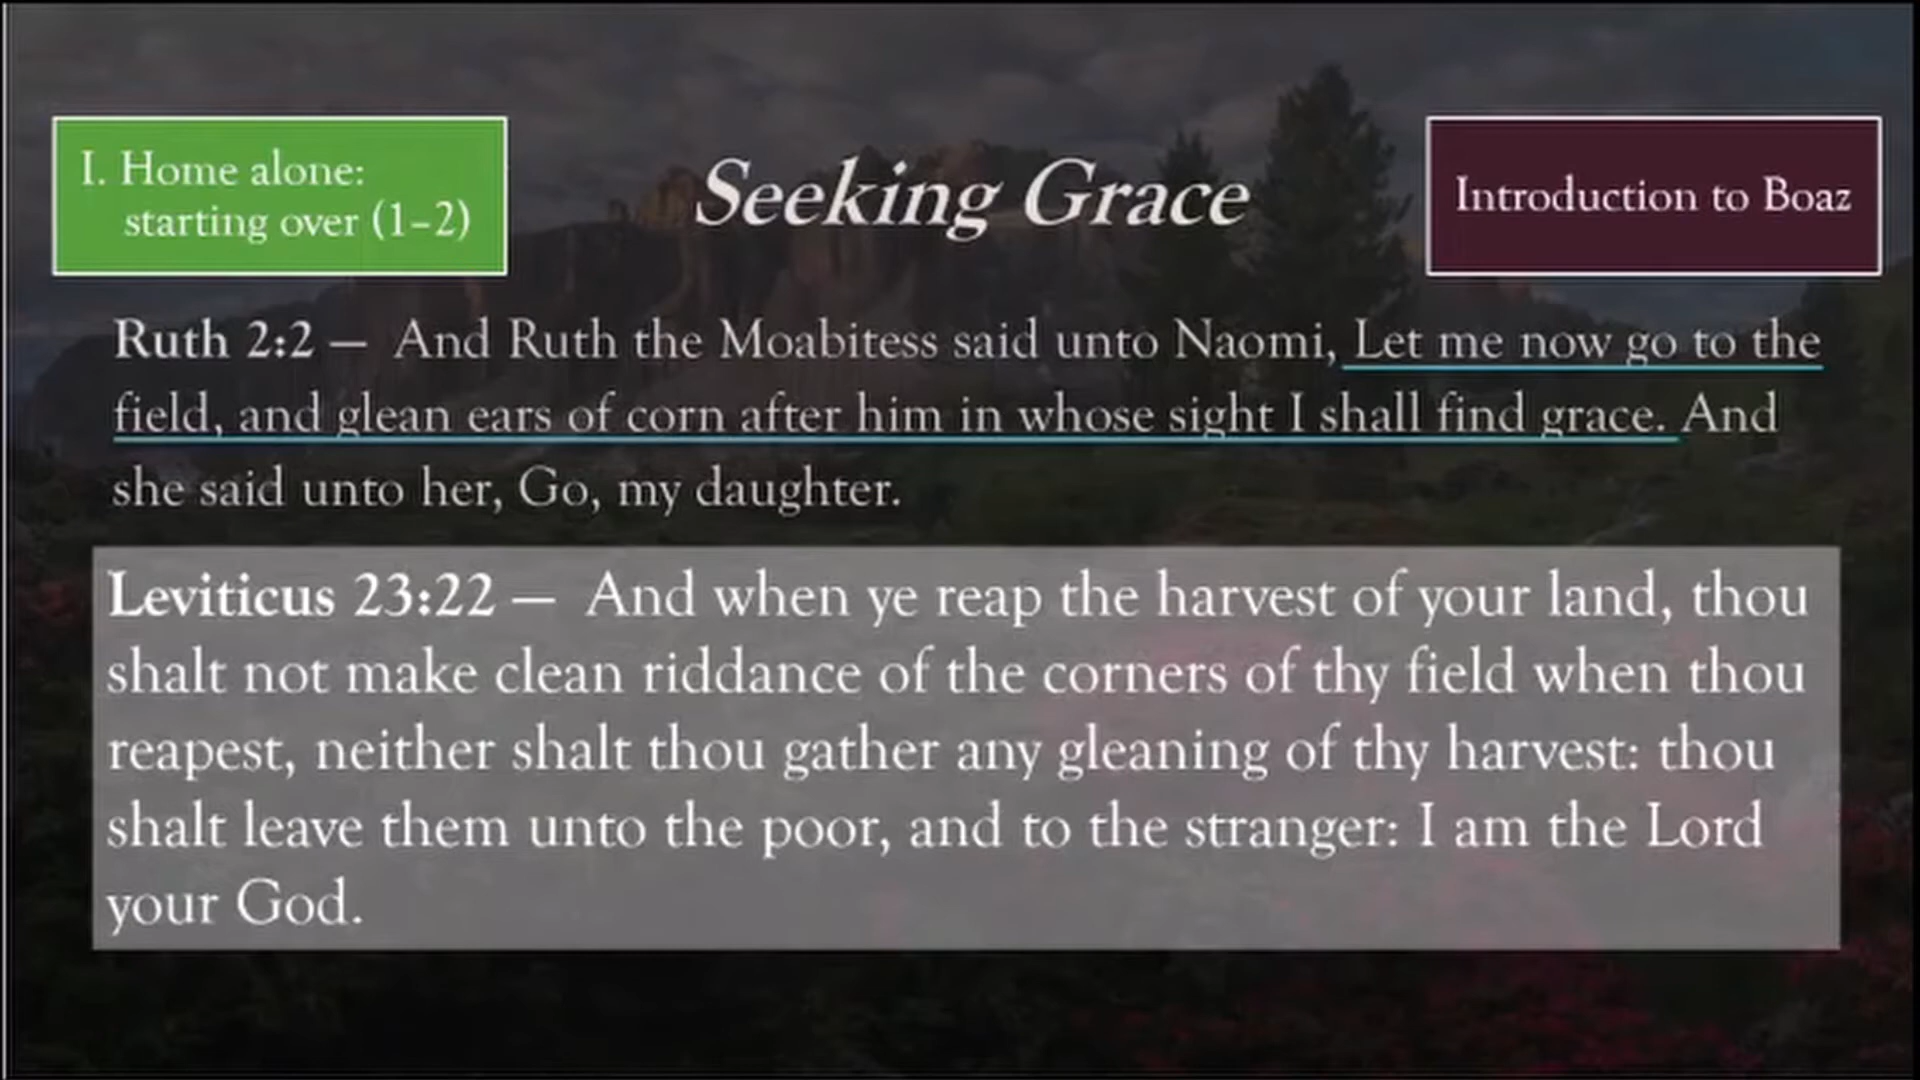 I. Home alone:
starting over (1-2)
Seeking Grace
Introduction to Boaz
Ruth 2:2 — And Ruth the Moabitess said unto Naomi, Let me now go to the
field, and glean ears of corn after him in whose sight I shall find grace. And
she said unto her, Go, my daughter.
Leviticus 23:22 — And when ye reap the harvest of your land, thou
shalt not make clean riddance of the corners of thy field when thou
reapest, neither shalt thou gather any gleaning of thy harvest: thou
shalt leave them unto the poor, and to the stranger: I am the Lord
your God.